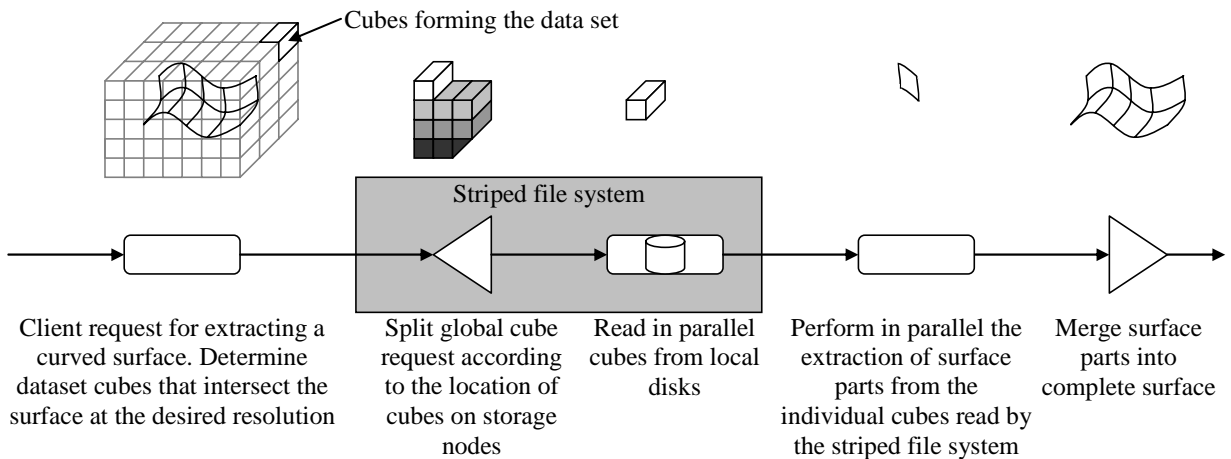 Cubes forming the data set
Striped file system
Client request for extracting a
curved surface. Determine
dataset cubes that intersect the
surface at the desired resolution
Split global cube
request according
to the location of
cubes on storage
nodes
Read in parallel
cubes from local
disks
Perform in parallel the
extraction of surface
parts from the
individual cubes read by
the striped file system
Merge surface
parts into
complete surface